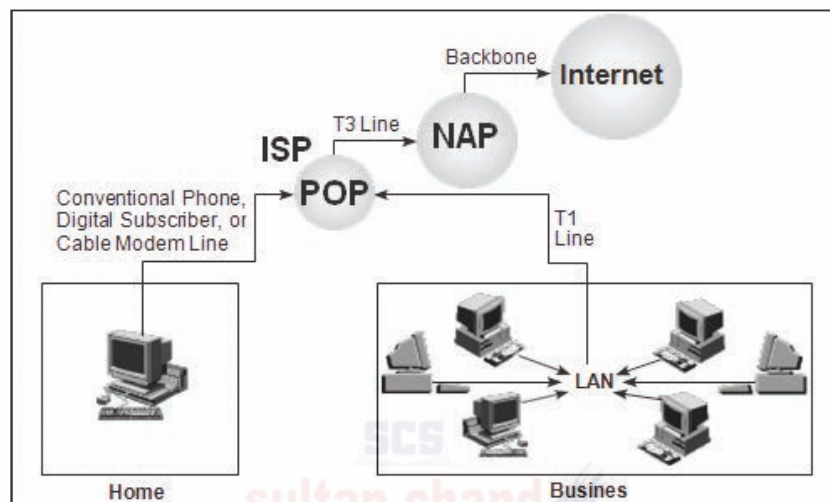 Backbone
Internet
T3 Line
NAP
ISP
POP
Conventional Phone,
Digital Subscriber, or
Cable Modem Line
T1
Line
LAN
SCS
sultan chand
Home
Busines